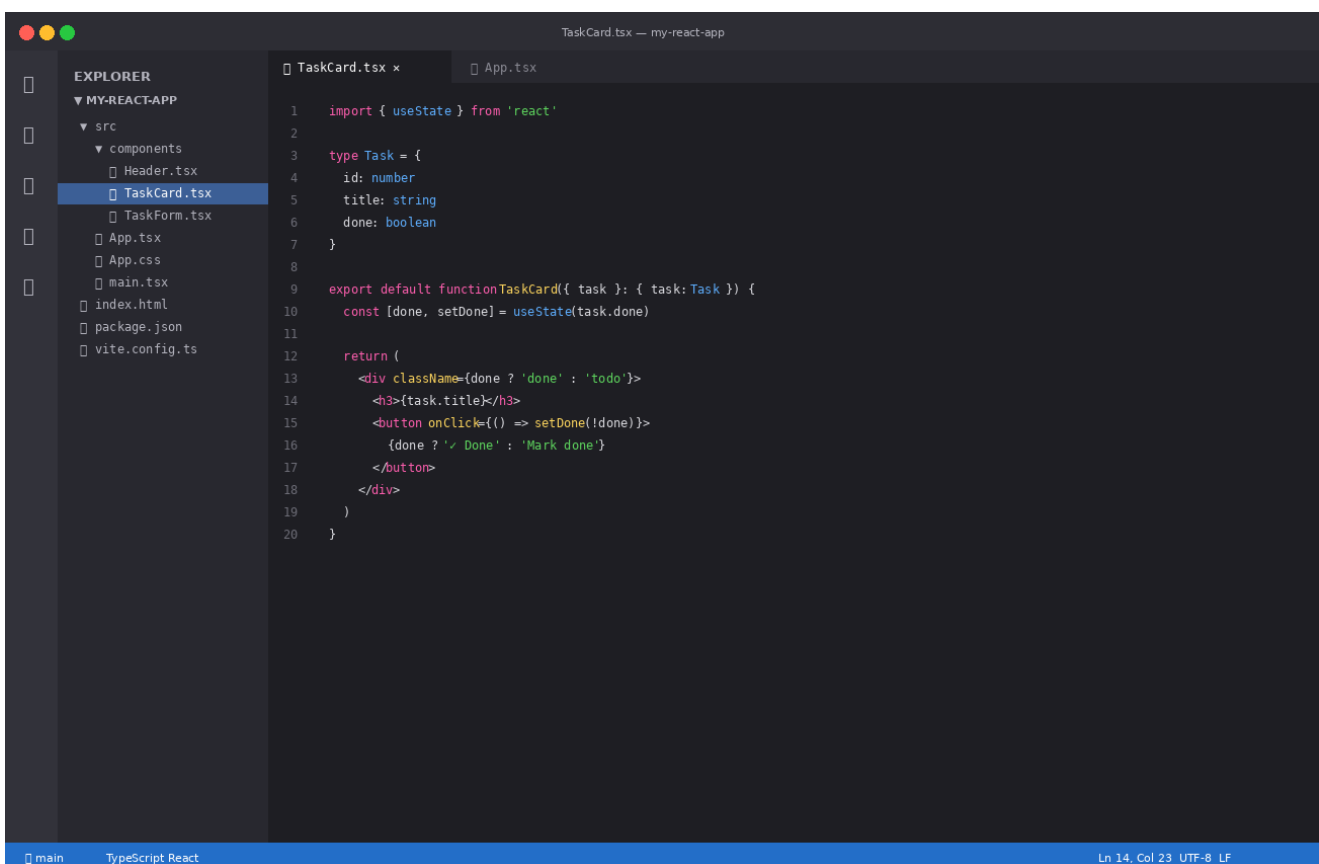 TaskCard.tsx — my-react-app
EXPLORER
▼ MY-REACT-APP
▼ src
▼ components
Header.tsx
TaskCard.tsx
TaskForm.tsx
App.tsx
App.css
main.tsx
index.html
package.json
vite.config.ts
TaskCard.tsx ×
App.tsx
1 import { useState } from 'react'
2
3 type Task = {
4   id: number
5   title: string
6   done: boolean
7 }
8
9 export default function TaskCard({ task }: { task: Task }) {
10   const [done, setDone] = useState(task.done)
11
12   return (
13     <div className={done ? 'done' : 'todo'}>
14       <h3>{task.title}</h3>
15       <button onClick={() => setDone(!done)}>
16         {done ? '✓ Done' : 'Mark done'}
17       </button>
18     </div>
19   )
20 }
main
TypeScript React
Ln 14, Col 23 UTF-8 LF